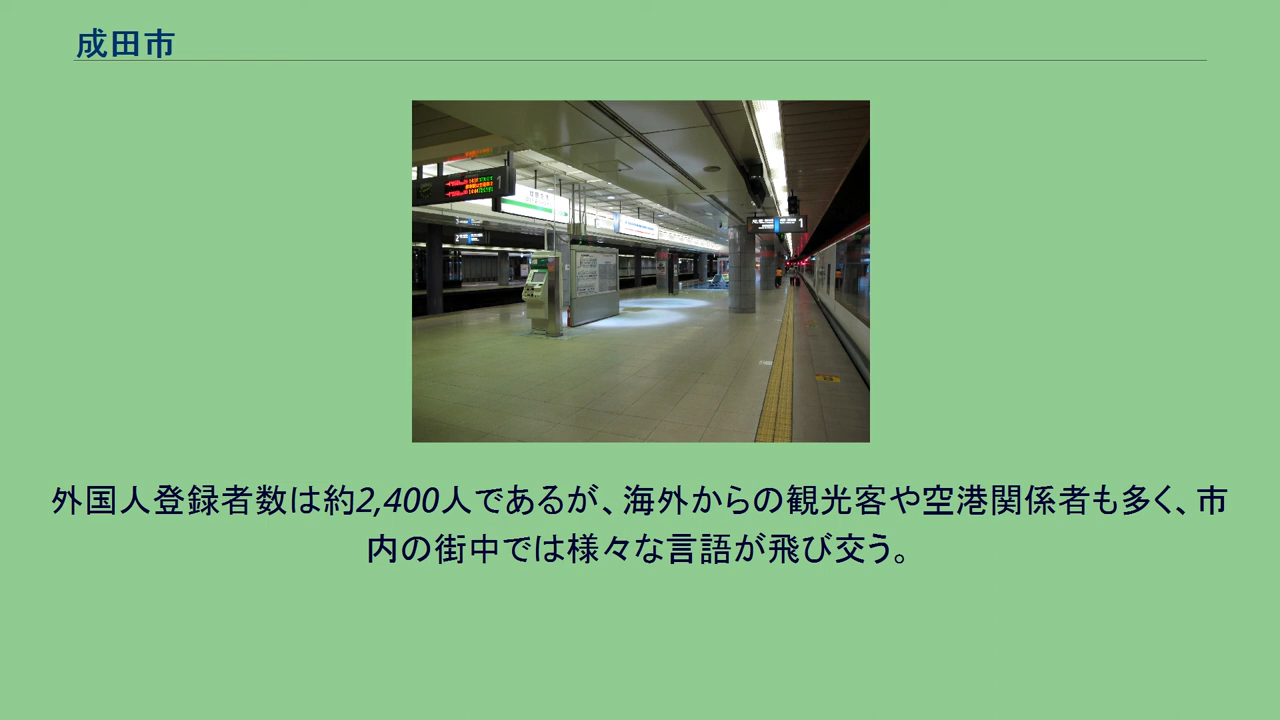 成田市
1
外国人登録者数は約2,400人であるが、海外からの観光客や空港関係者も多く、市
内の街中では様々な言語が飛び交う。